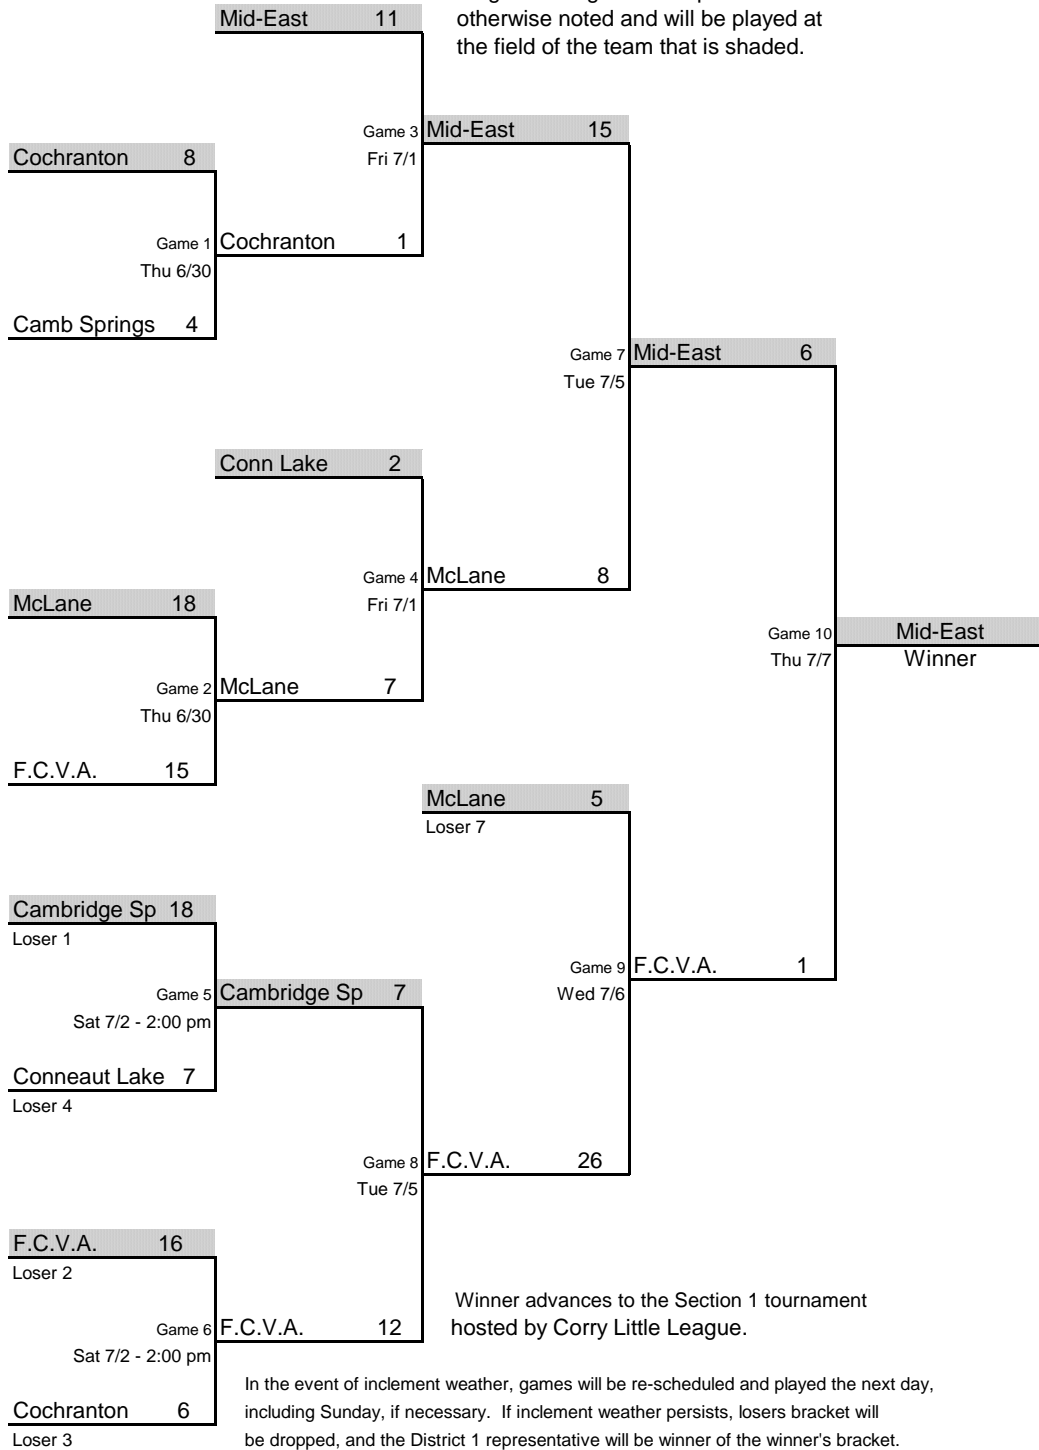 Mid-East 11
otherwise noted and will be played at
the field of the team that is shaded.
Game 3 Mid-East 15
Cochranton 8
Fri 7/1
Game 1 Cochranton 1
Thu 6/30
Camb Springs 4
Game 7 Mid-East 6
Tue 7/5
Conn Lake 2
Game 4 McLane 8
McLane 18
Fri 7/1
Game 10 Mid-East
Thu 7/7 Winner
Game 2 McLane 7
Thu 6/30
F.C.V.A. 15
McLane 5
Loser 7
Cambridge Sp 18
Loser 1
Game 9 F.C.V.A. 1
Wed 7/6
Game 5 Cambridge Sp 7
Sat 7/2 - 2:00 pm
Conneaut Lake 7
Loser 4
Game 8 F.C.V.A. 26
Tue 7/5
F.C.V.A. 16
Loser 2
Winner advances to the Section 1 tournament
hosted by Corry Little League.
Game 6 F.C.V.A. 12
Sat 7/2 - 2:00 pm
Cochranton 6
Loser 3
In the event of inclement weather, games will be re-scheduled and played the next day,
including Sunday, if necessary. If inclement weather persists, losers bracket will
be dropped, and the District 1 representative will be winner of the winner's bracket.